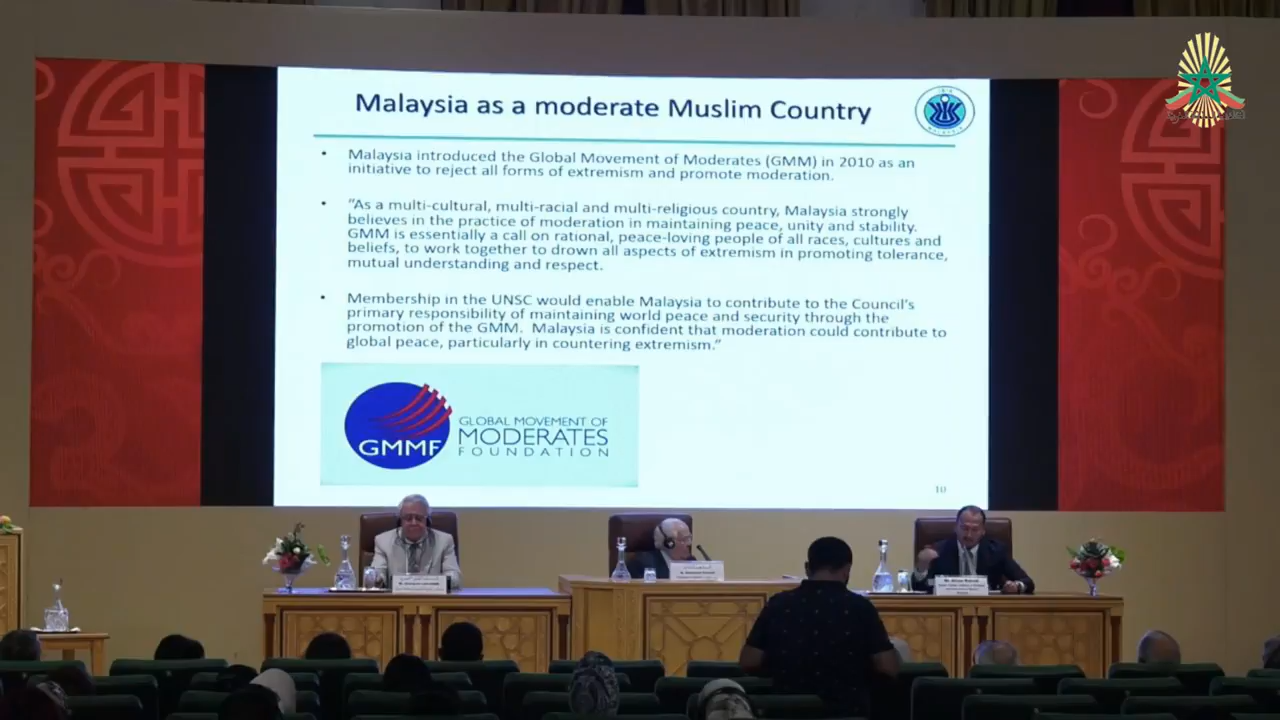 Malaysia as a moderate Muslim Country
• Malaysia introduced the Global Movement of Moderates (GMM) in 2010 as an
initiative to reject all forms of extremism and promote moderation.
• "As a multi-cultural, multi-racial and multi-religious country, Malaysia strongly
believes in the practice of moderation in maintaining peace, unity and stability.
GMM is essentially a call on rational, peace-loving people of all races, cultures and
beliefs, to work together to drown all aspects of extremism in promoting tolerance,
mutual understanding and respect.
• Membership in the UNSC would enable Malaysia to contribute to the Council's
primary responsibility of maintaining world peace and security through the
promotion of the GMM. Malaysia is confident that moderation could contribute to
global peace, particularly in countering extremism."
GMMF
GLOBAL MOVEMENT OF
MODERATES
FOUNDATION
10